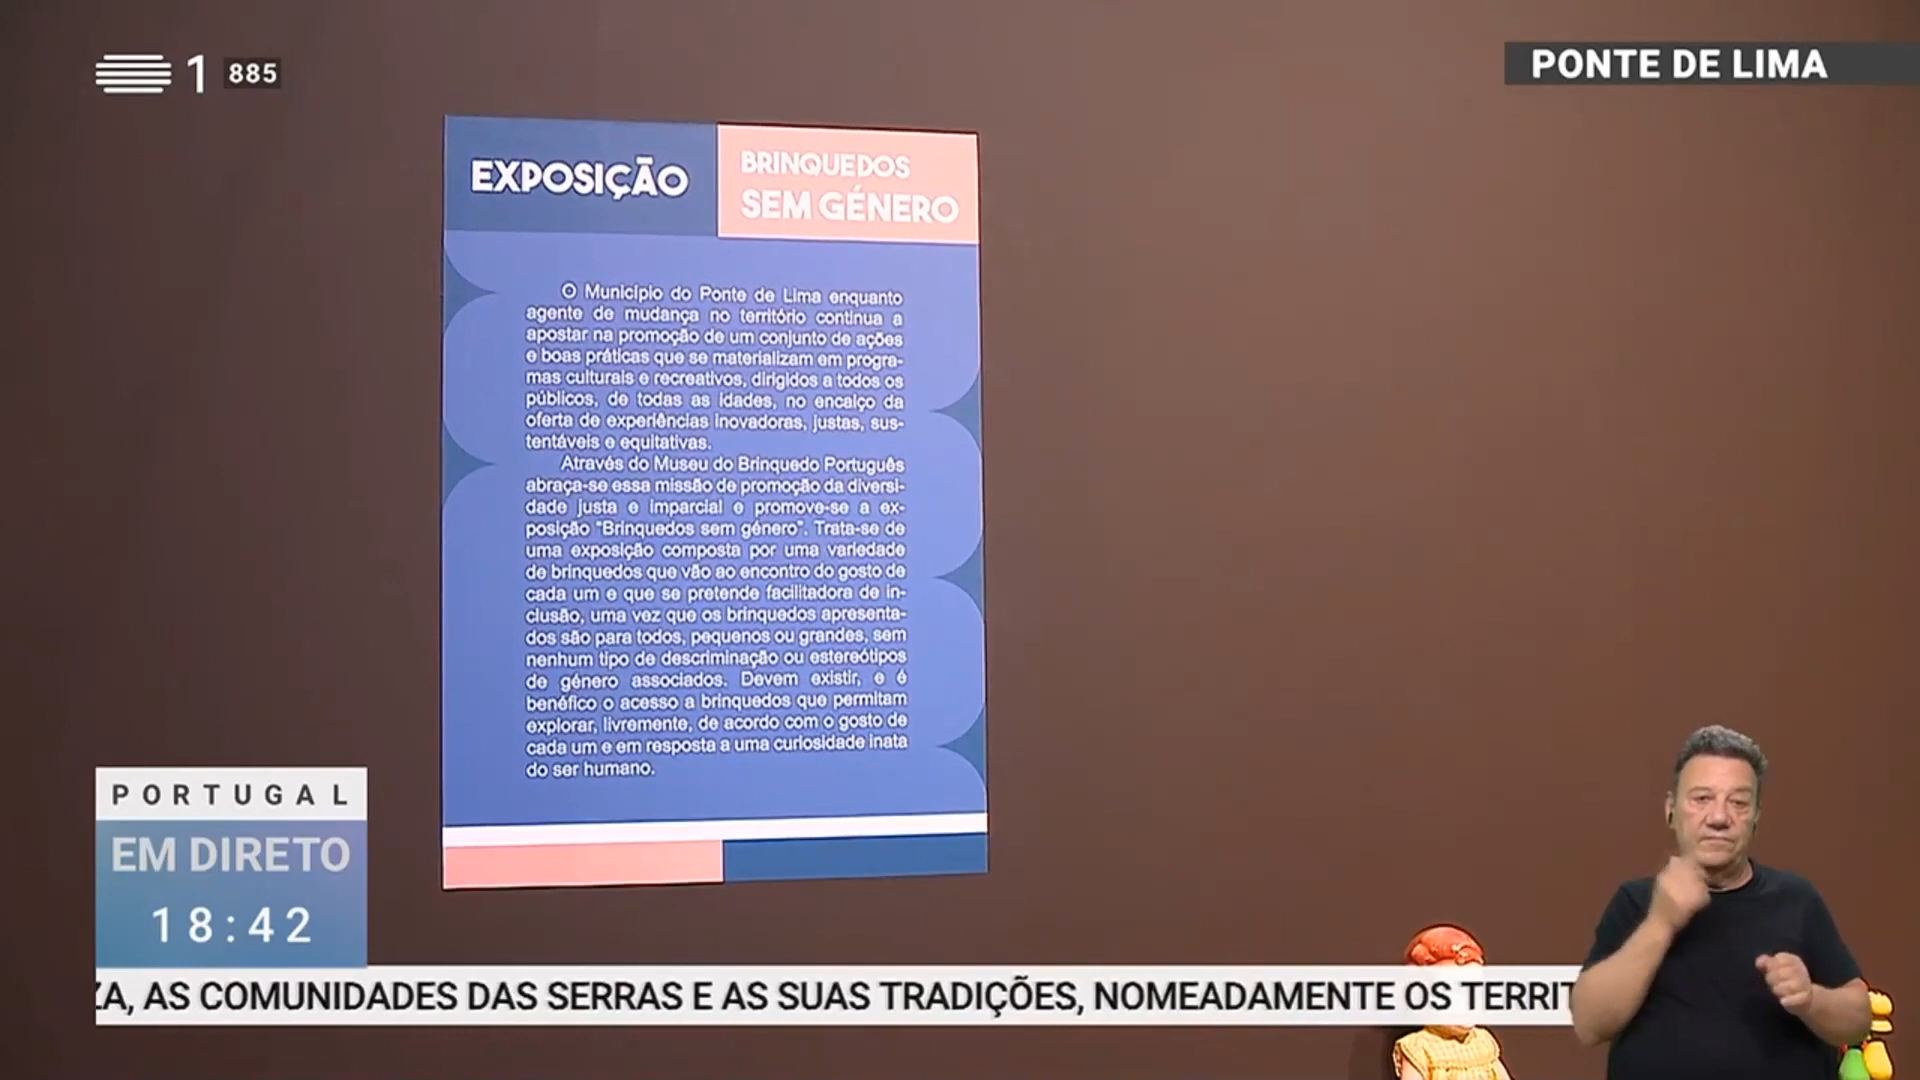 1 885
PONTE DE LIMA
EXPOSIÇÃO
BRINQUEDOS
SEM GÉNERO
O Município do Ponte de Lima enquanto
agente de mudança no território continua a
apostar na promoção de um conjunto de ações
e boas práticas que se materializam em progra-
mas culturais e recreativos, dirigidos a todos os
públicos, de todas as idades, no encalço da
oferta de experiências inovadoras, justas, sus-
tentáveis e equitativas.
Através do Museu do Brinquedo Português
abraça-se essa missão de promoção da diversi-
dade justa e imparcial e promove-se a ex-
posição "Brinquedos sem género". Trata-se de
uma exposição composta por uma variedade
de brinquedos que vão ao encontro do gosto de
cada um e que se pretende facilitadora de in-
clusão, uma vez que os brinquedos apresenta-
dos são para todos, pequenos ou grandes, sem
nenhum tipo de descriminação ou estereótipos
de género associados. Devem existir, e é
benéfico o acesso a brinquedos que permitam
explorar, livremente, de acordo com o gosto de
cada um e em resposta a uma curiosidade inata
do ser humano.
PORTUGAL
EM DIRETO
18:42
ZA, AS COMUNIDADES DAS SERRAS E AS SUAS TRADIÇÕES, NOMEADAMENTE OS TERRIT